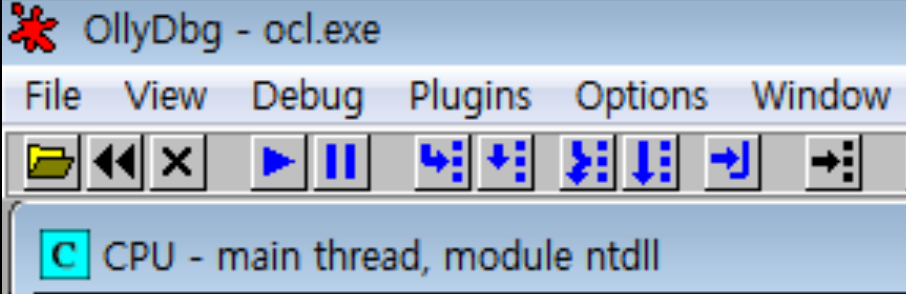 OllyDbg - ocl.exe
File View Debug Plugins Options Window
C CPU - main thread, module ntdll